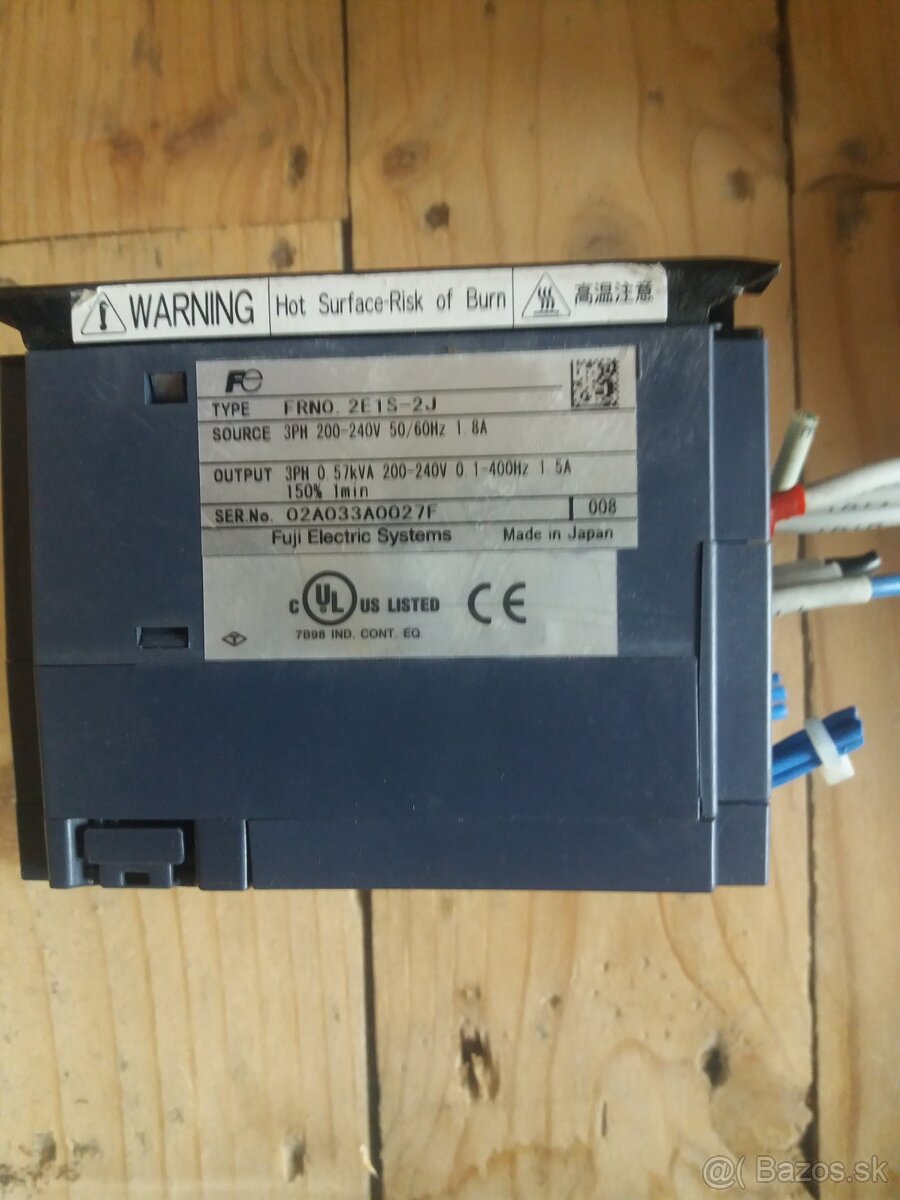 WARNING Hot Surface-Risk of Burn 高温注意
Fe
TYPE FRN0.2E1S-2J
SOURCE 3PH 200-240V 50/60Hz 1.8A
OUTPUT 3PH 0.57kVA 200-240V 0.1-400Hz 1.5A
150% 1min
SER.No. 02A033A0027F 008
Fuji Electric Systems Made in Japan
C UL US LISTED CE
7B98 IND. CONT. EQ.
@( Bazos.sk